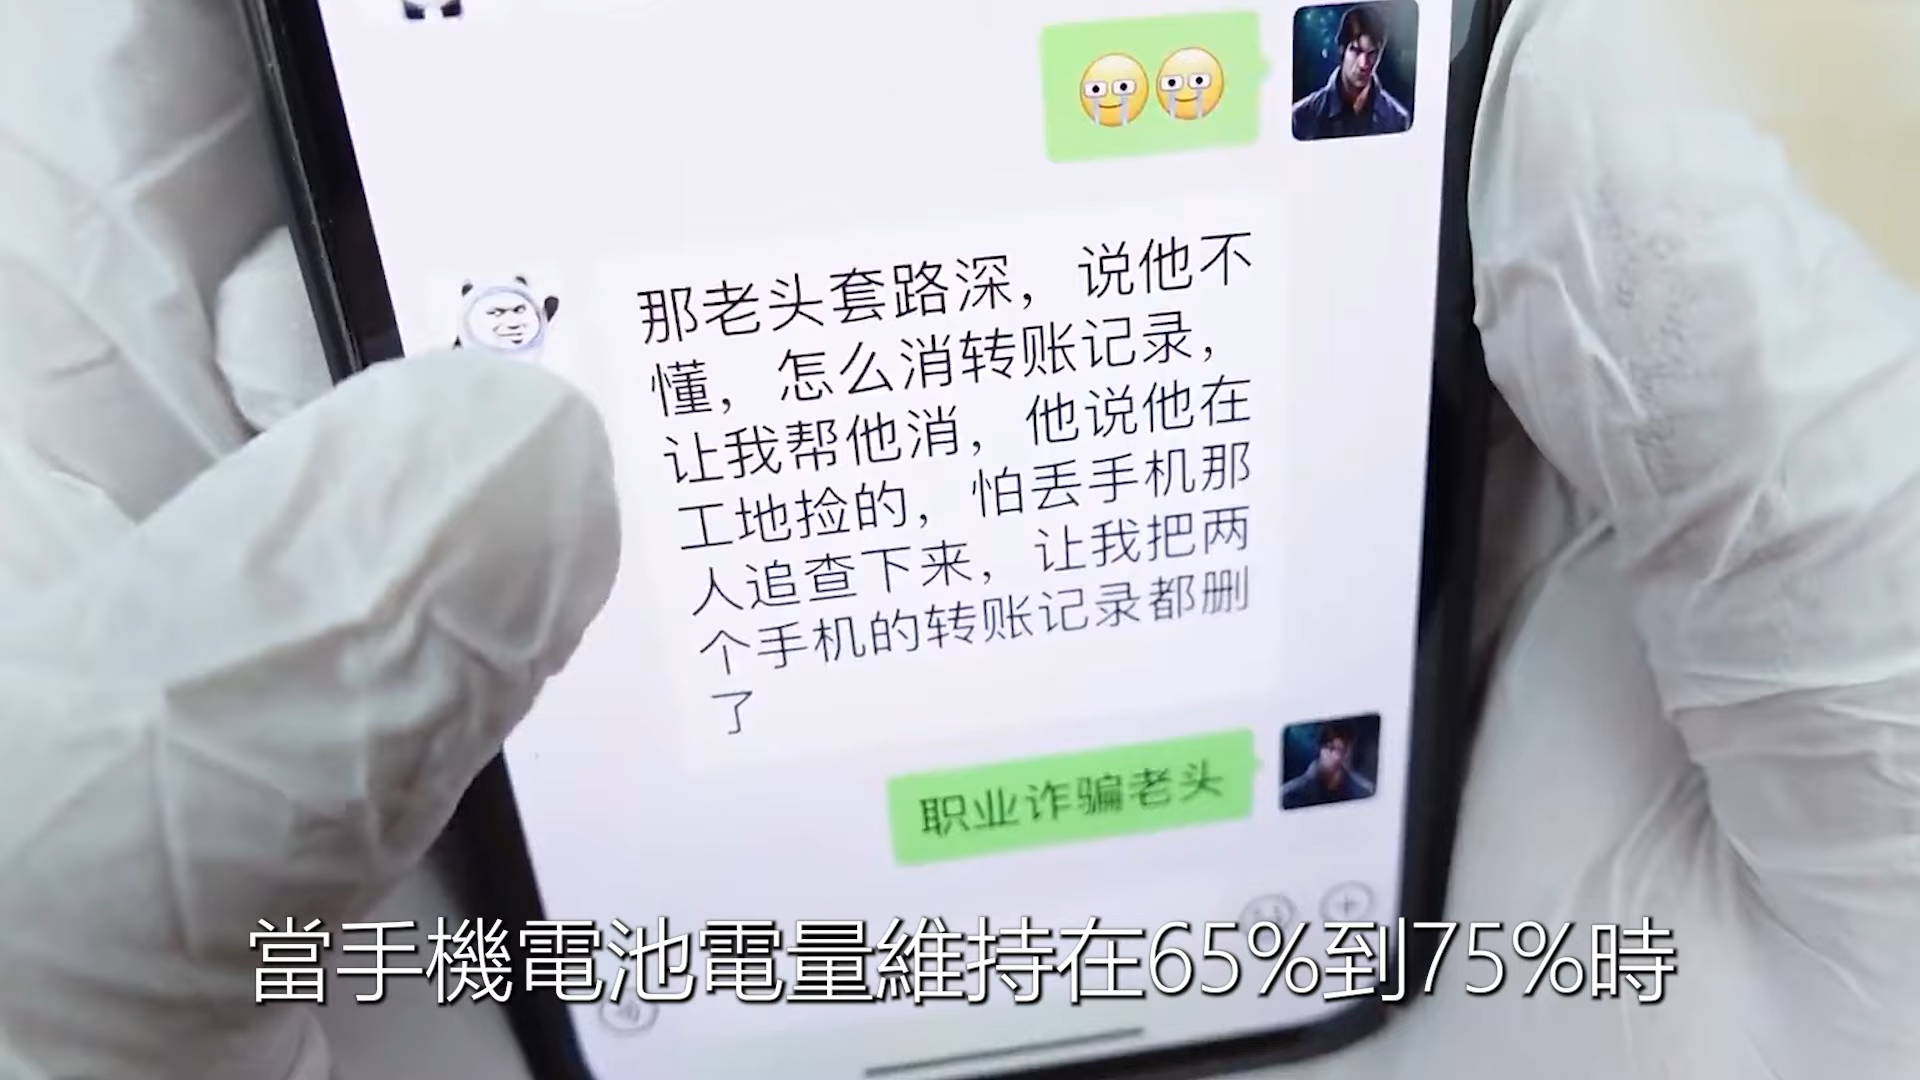 那老头套路深，说他不
懂，怎么消转账记录，
让我帮他消，他说他在
工地捡的，怕丢手机那
人追查下来，让我把两
个手机的转账记录都删
了
职业诈骗老头
當手機電池電量維持在65%到75%時